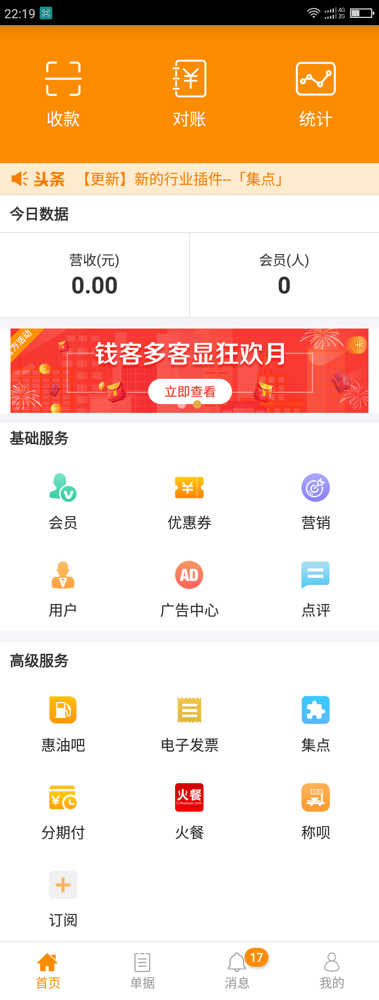 22:19
4G
2G
收款 对账 统计
头条 【更新】新的行业插件--「集点」
今日数据
营收(元) 会员(人)
0.00 0
官方活动
钱客多客显狂欢月
立即查看
基础服务
会员 优惠券 营销
AD
用户 广告中心 点评
高级服务
惠油吧 电子发票 集点
火餐
Cnhuocan.com
8.88
分期付 火餐 称呗
订阅
17
首页 单据 消息 我的